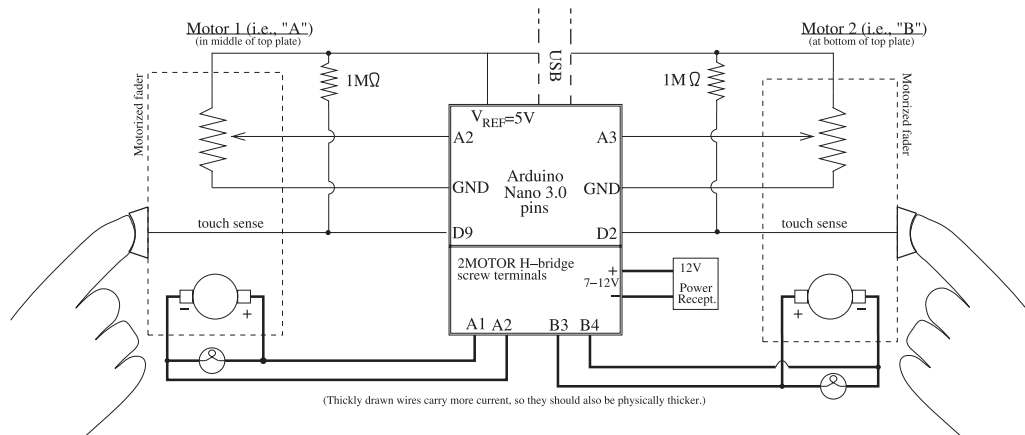 Motor 1 (i.e., "A")
(in middle of top plate)
Motor 2 (i.e., "B")
(at bottom of top plate)
USB
Motorized fader
1MΩ
1M Ω
Motorized fader
VREF=5V
A2
A3
Arduino
Nano 3.0
pins
GND
GND
touch sense
D9
D2
touch sense
2MOTOR H–bridge
screw terminals
+
7–12V
–
12V
Power
Recept.
–
+
+
–
A1 A2 B3 B4
(Thickly drawn wires carry more current, so they should also be physically thicker.)